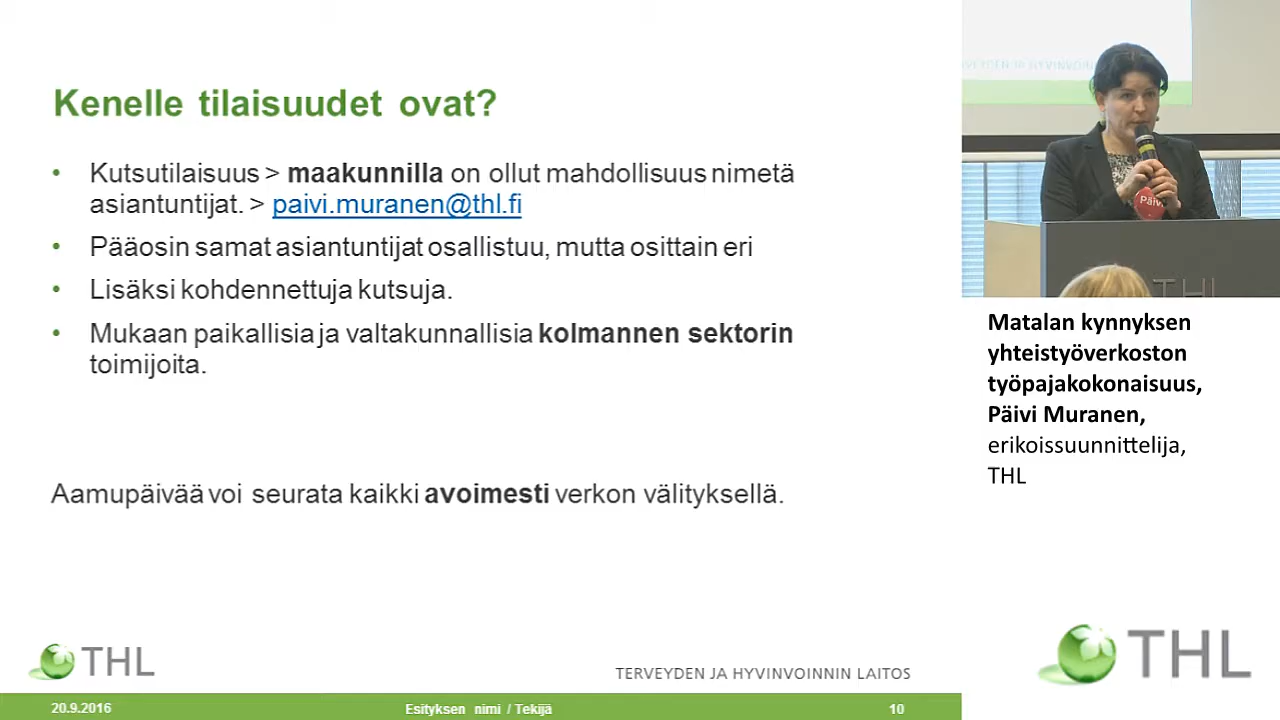 Kenelle tilaisuudet ovat?
• Kutsutilaisuus > maakunnilla on ollut mahdollisuus nimetä
asiantuntijat. > paivi.muranen@thl.fi
• Pääosin samat asiantuntijat osallistuu, mutta osittain eri
• Lisäksi kohdennettuja kutsuja.
• Mukaan paikallisia ja valtakunnallisia kolmannen sektorin
toimijoita.
Aamupäivää voi seurata kaikki avoimesti verkon välityksellä.
THL
TERVEYDEN JA HYVINVOINNIN LAITOS
20.9.2016
Esityksen nimi / Tekijä
10
Päivi
THL
Matalan kynnyksen
yhteistyöverkoston
työpajakokonaisuus,
Päivi Muranen,
erikoissuunnittelija,
THL
THL